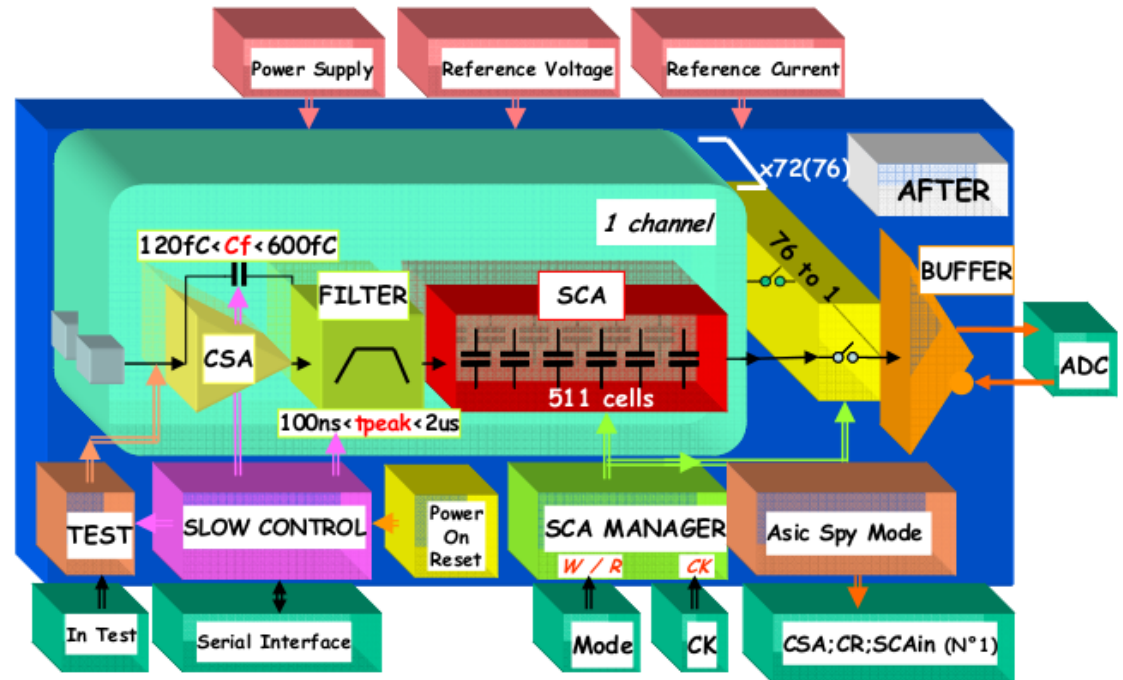 Power Supply
Reference Voltage
Reference Current
x72(76)
AFTER
1 channel
120fC<Cf<600fC
FILTER
SCA
76 to 1
BUFFER
CSA
ADC
511 cells
100ns<tpeak<2us
TEST
SLOW CONTROL
Power
On
Reset
SCA MANAGER
W / R
CK
Asic Spy Mode
In Test
Serial Interface
Mode
CK
CSA;CR;SCAin (N°1)